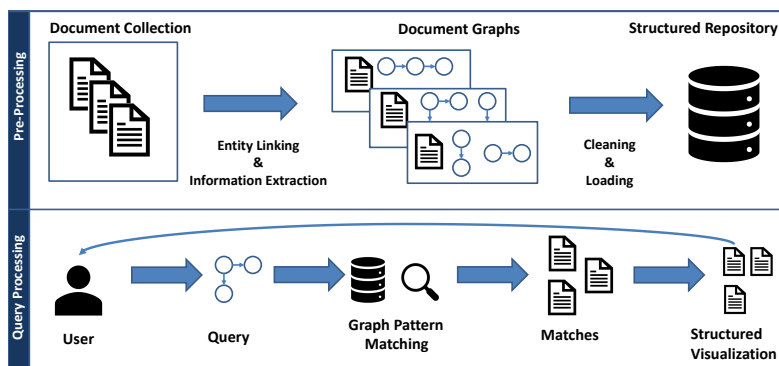 Pre-Processing
Document Collection
Document Graphs
Structured Repository
Entity Linking
&
Information Extraction
Cleaning
&
Loading
Query Processing
User
Query
Graph Pattern
Matching
Matches
Structured
Visualization